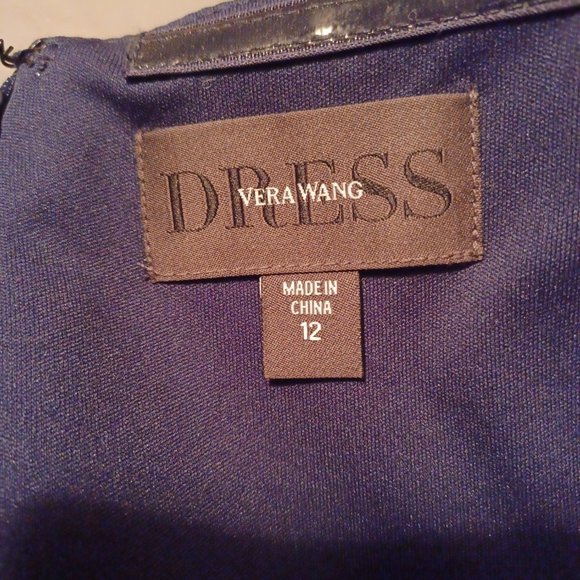 DRESS
VERA WANG
MADE IN
CHINA
12